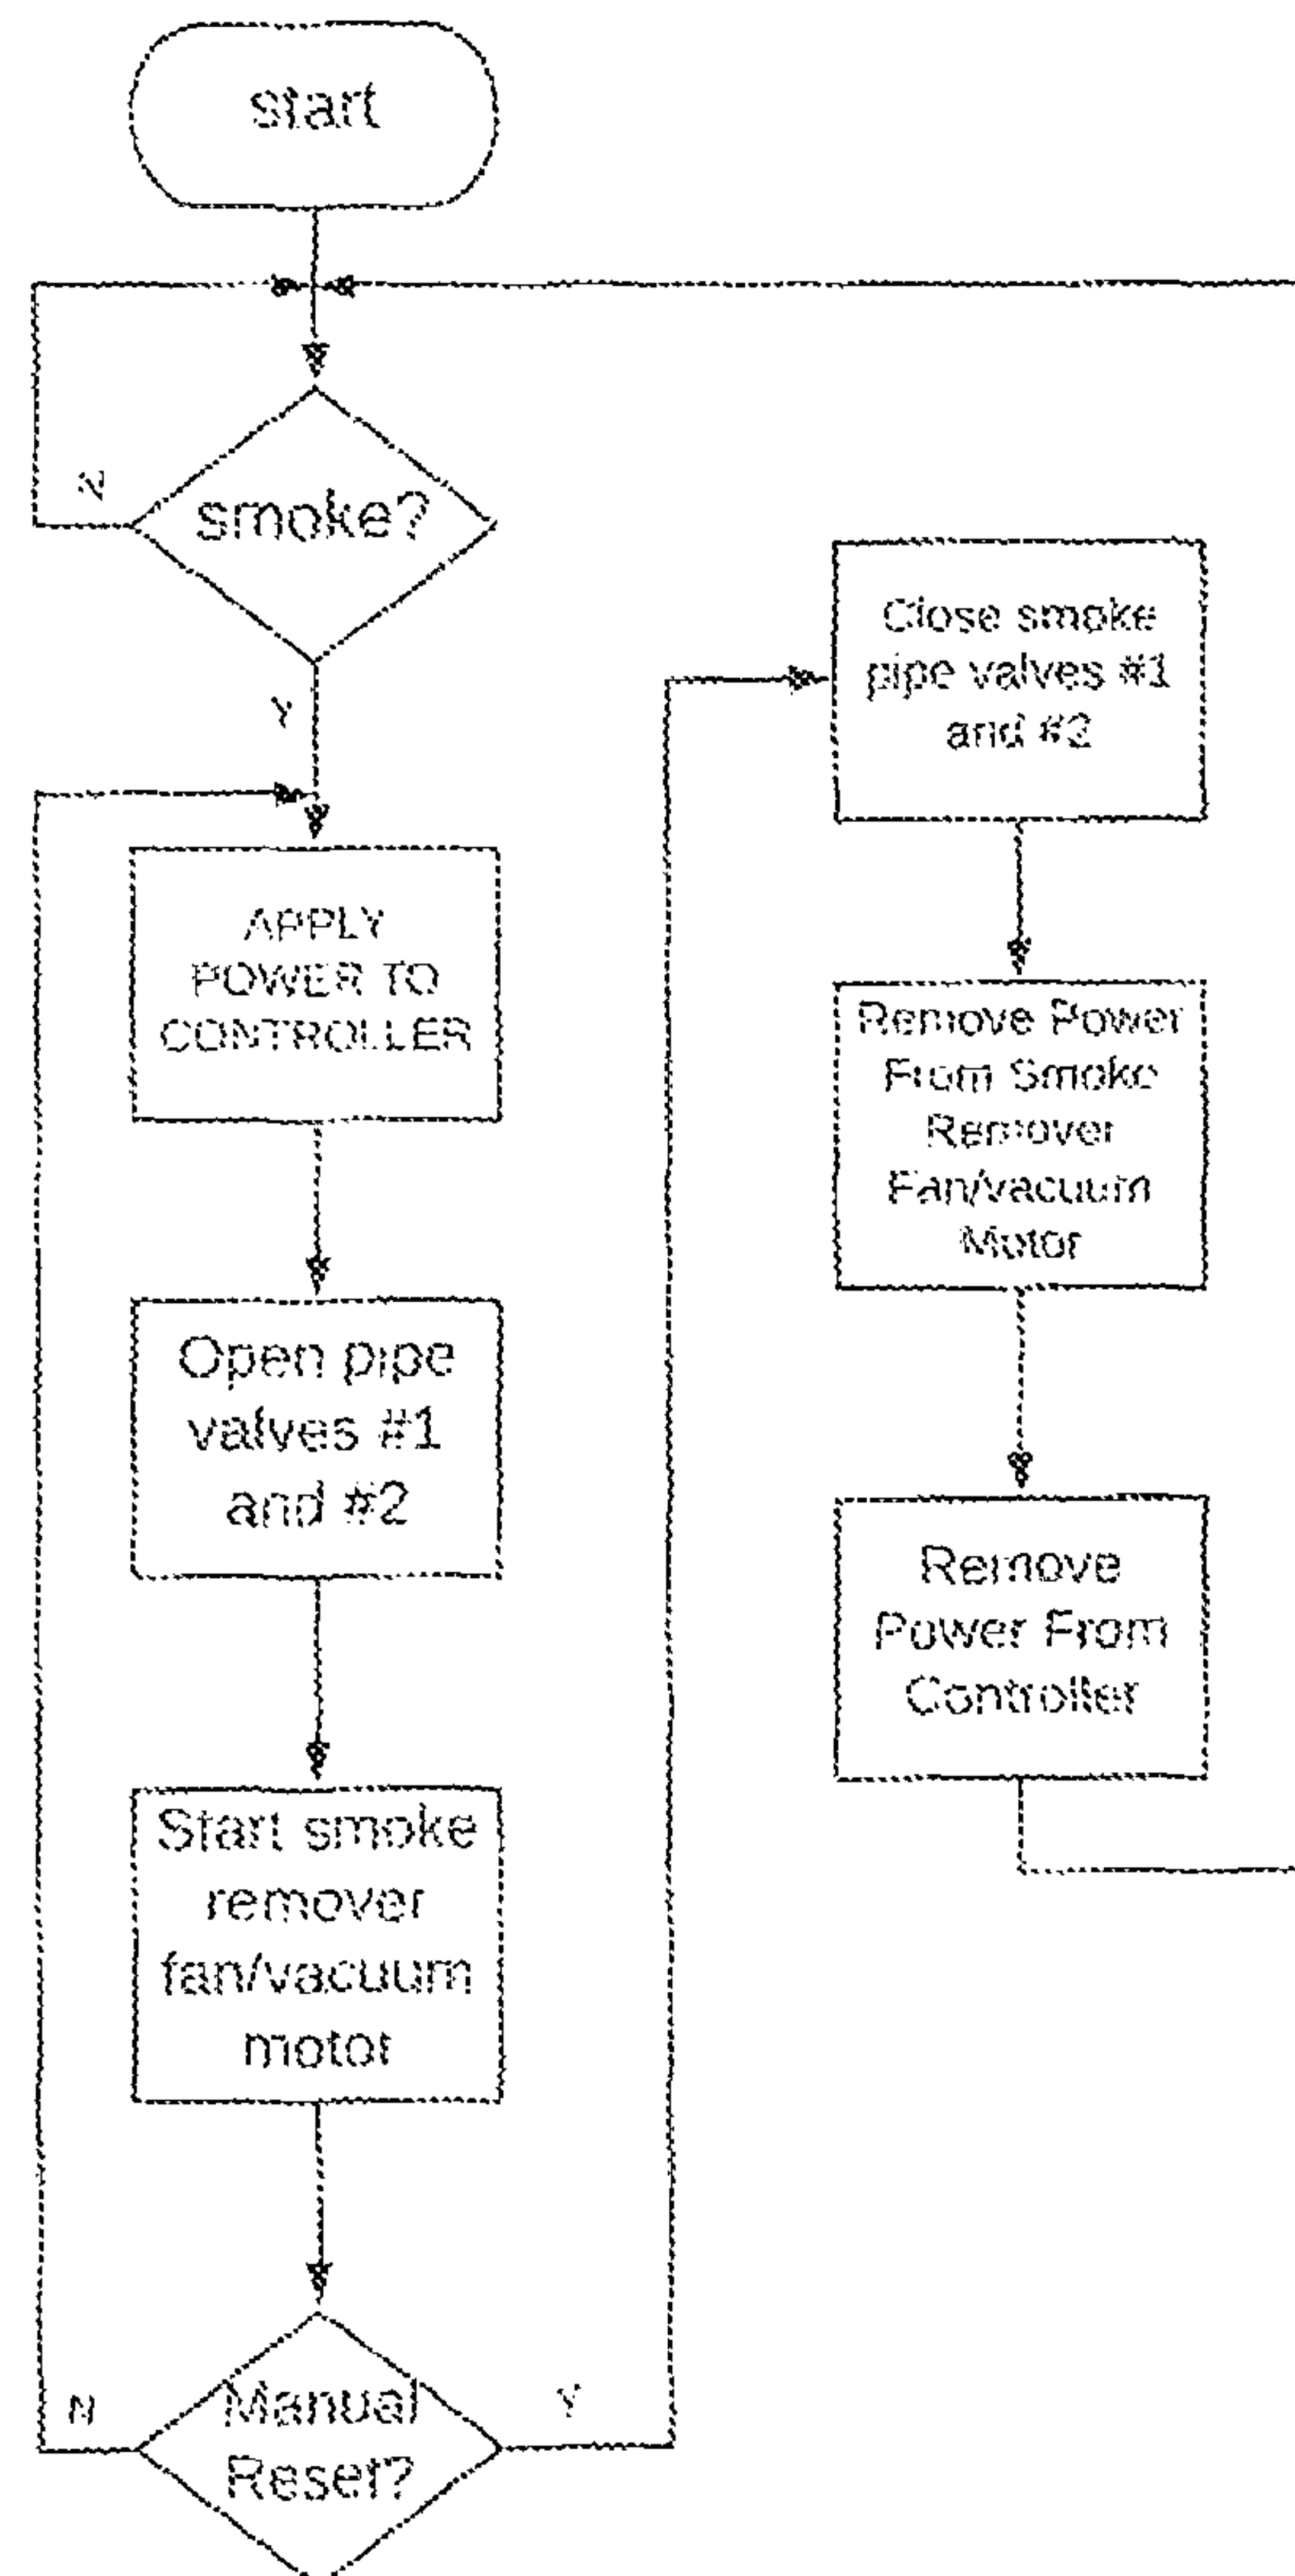 start
smoke?
N
Y
APPLY
POWER TO
CONTROLLER
Open pipe
valves #1
and #2
Start smoke
remover
fan/vacuum
motor
Manual
Reset?
N
Y
Close smoke
pipe valves #1
and #2
Remove Power
From Smoke
Remover
Fan/vacuum
Motor
Remove
Power From
Controller